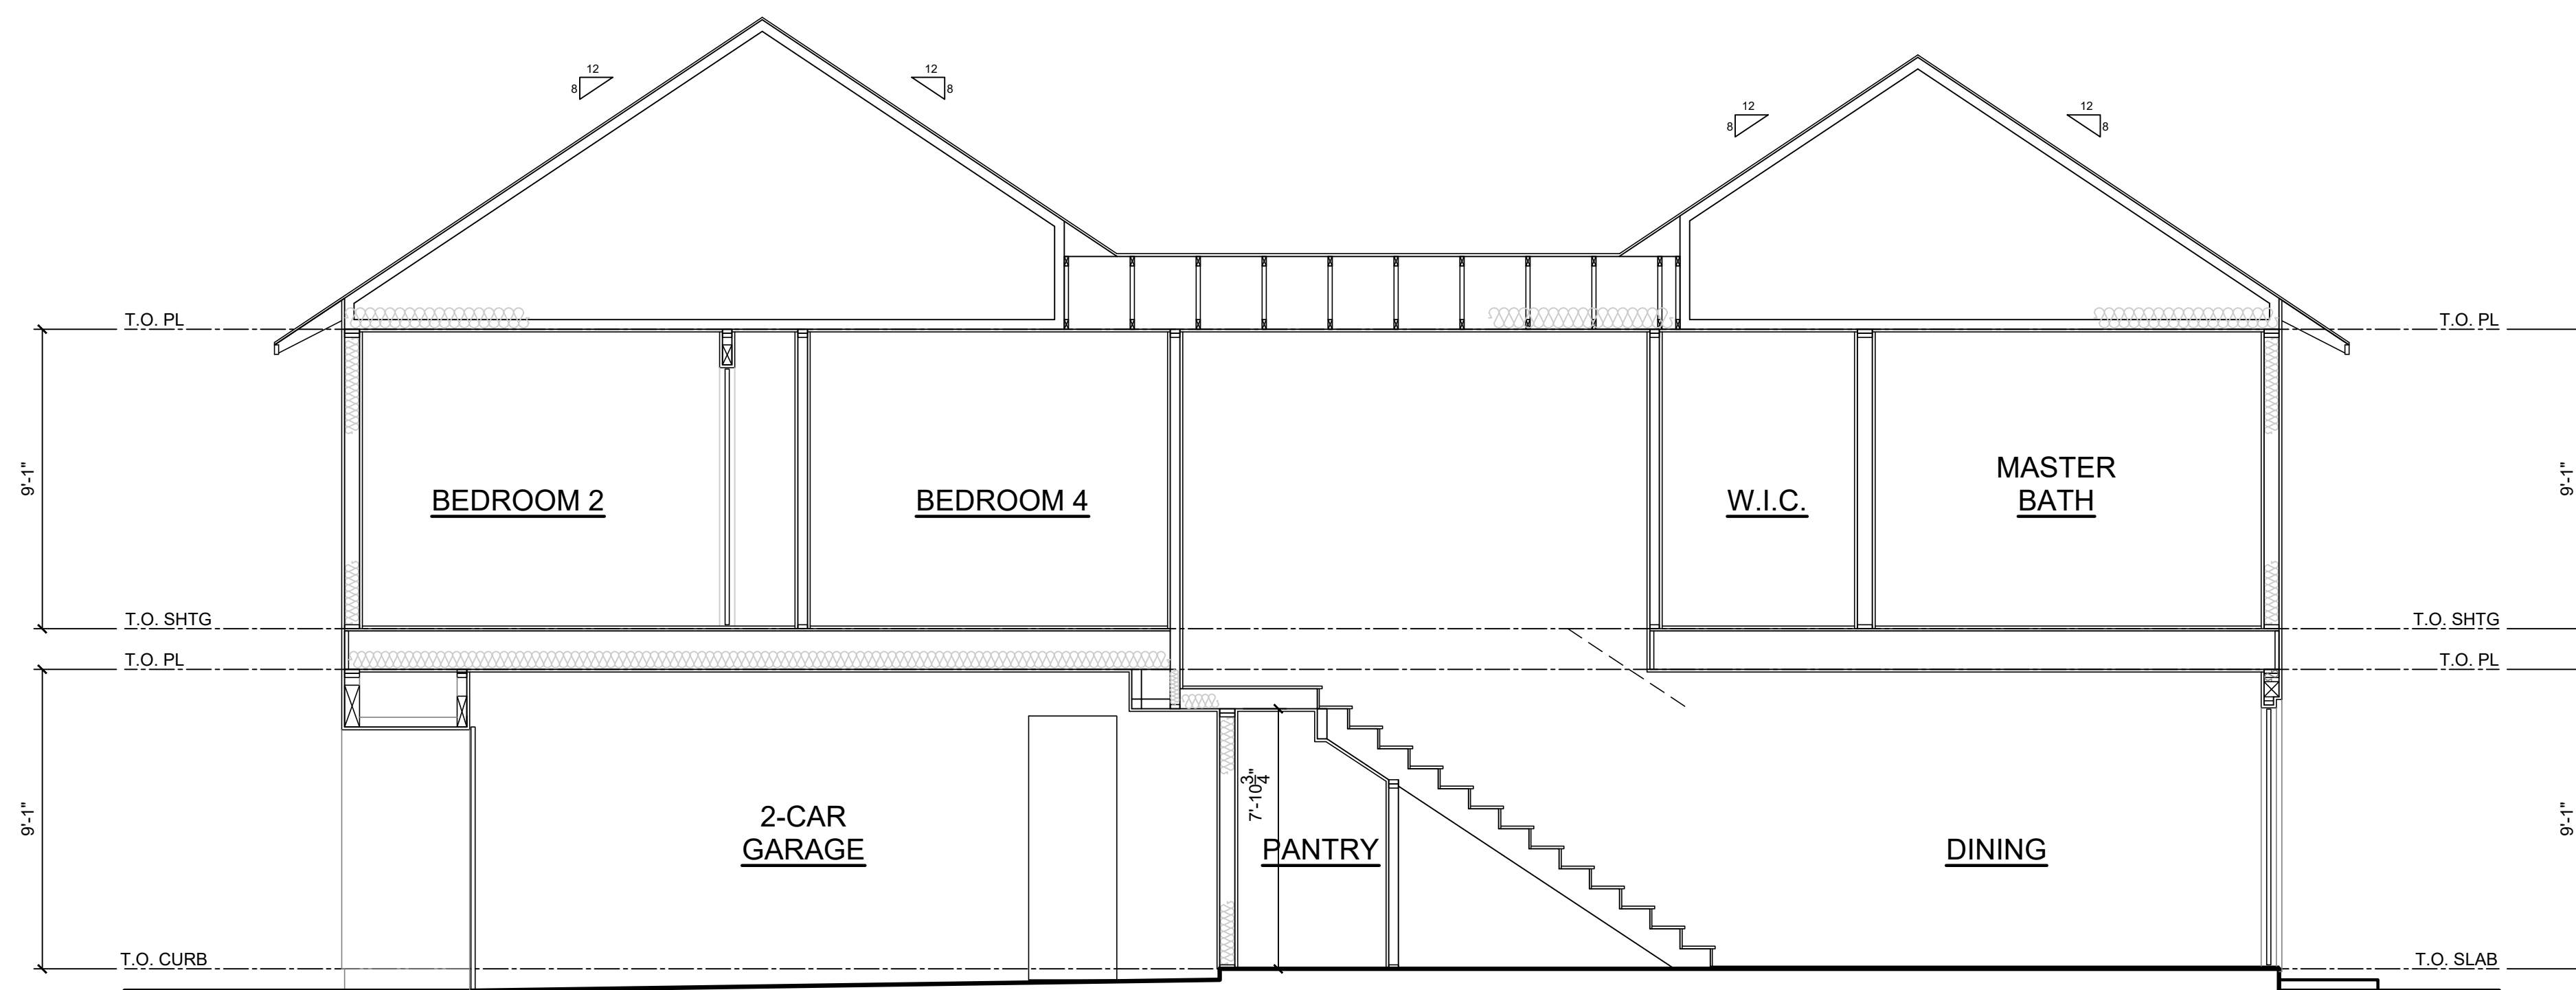 12
8
12
8
12
8
12
8
T.O. PL
T.O. PL
9'-1"
9'-1"
BEDROOM 2
BEDROOM 4
W.I.C.
MASTER
BATH
T.O. SHTG
T.O. SHTG
T.O. PL
T.O. PL
9'-1"
9'-1"
7'-10 3/4"
2-CAR
GARAGE
PANTRY
DINING
T.O. CURB
T.O. SLAB